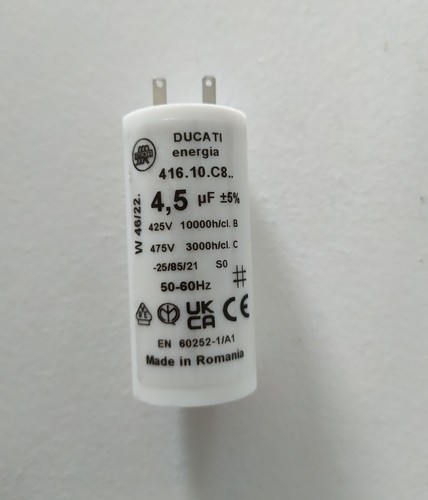 DUCATI
energia
416.10.C8..
4,5 µF ±5%
425V 10000h/cl. B
475V 3000h/cl. C
-25/85/21 S0
50-60Hz
UK
CA CE
EN 60252-1/A1
Made in Romania
W 46/22.